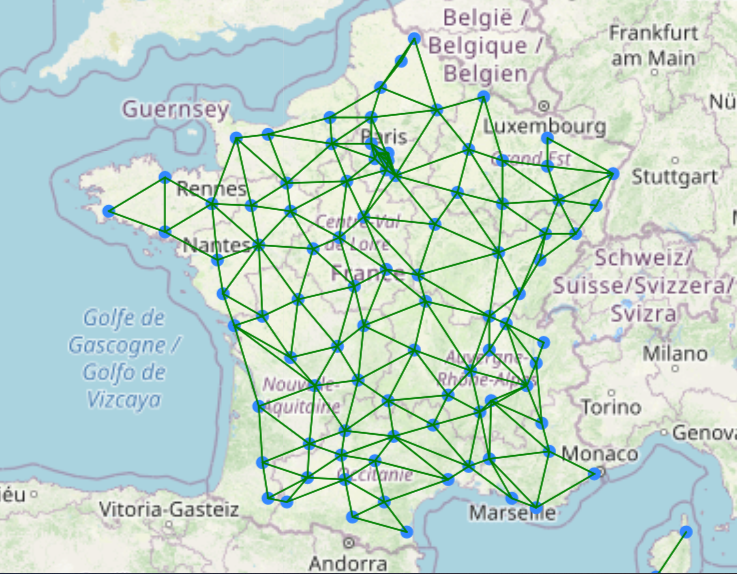 België /
Belgique /
Belgien
Frankfurt
am Main
Guernsey
Luxembourg
Paris
Grand Est
Stuttgart
Rennes
Centre-Val
de Loire
Nantes
France
Schweiz/
Suisse/Svizzera/
Svizra
Golfe de
Gascogne /
Golfo de
Vizcaya
Milano
Auvergne-
Rhône-Alpes
Nouvelle-
Aquitaine
Torino
Genova
Monaco
Occitanie
Vitoria-Gasteiz
Marseille
Andorra